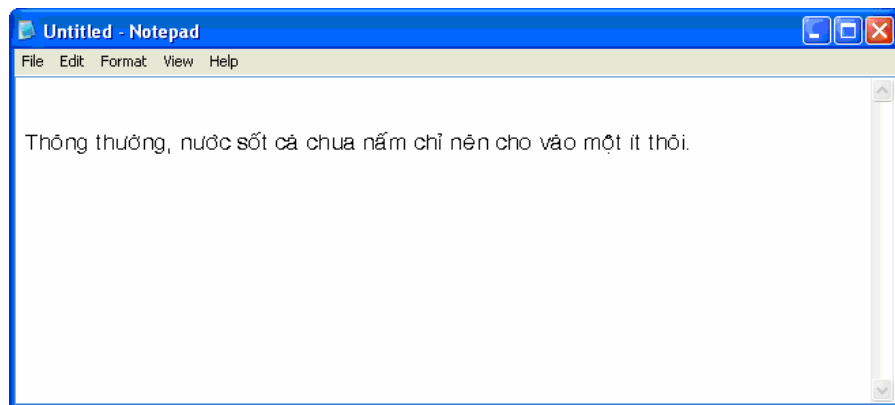 Untitled - Notepad
File Edit Format View Help
Thông thường, nước sốt cà chua nấm chỉ nên cho vào một ít thôi.